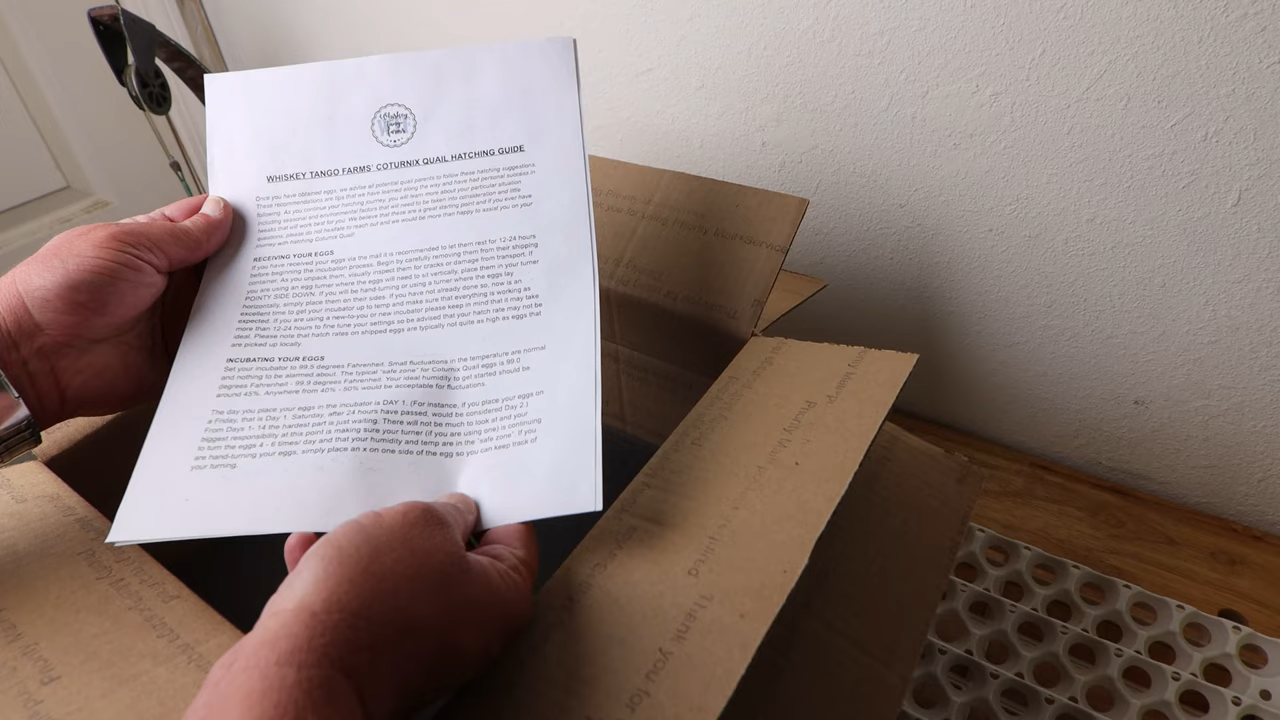 Whiskey
Tango
Farms
WHISKEY TANGO FARMS' COTURNIX QUAIL HATCHING GUIDE
Once you have obtained eggs, we advise all potential quail parents to follow these hatching suggestions.
These recommendations are tips that we have learned along the way and have had personal success in
following. As you continue your hatching journey, you will learn more about your particular situation
including seasonal and environmental factors that will need to be taken into consideration and little
tweaks that will work best for you. We believe that these are a great starting point and if you ever have
questions, please do not hesitate to reach out and we would be more than happy to assist you on your
journey with hatching Coturnix Quail!
RECEIVING YOUR EGGS
If you have received your eggs via the mail it is recommended to let them rest for 12-24 hours
before beginning the incubation process. Begin by carefully removing them from their shipping
container. As you unpack them, visually inspect them for cracks or damage from transport. If
you are using an egg turner where the eggs will need to sit vertically, place them in your turner
POINTY SIDE DOWN. If you will be hand-turning or using a turner where the eggs lay
horizontally, simply place them on their sides. If you have not already done so, now is an
excellent time to get your incubator up to temp and make sure that everything is working as
expected. If you are using a new-to-you or new incubator please keep in mind that it may take
more than 12-24 hours to fine tune your settings so be advised that your hatch rate may not be
ideal. Please note that hatch rates on shipped eggs are typically not quite as high as eggs that
are picked up locally.
INCUBATING YOUR EGGS
Set your incubator to 99.5 degrees Fahrenheit. Small fluctuations in the temperature are normal
and nothing to be alarmed about. The typical "safe zone" for Coturnix Quail eggs is 99.0
degrees Fahrenheit - 99.9 degrees Fahrenheit. Your ideal humidity to get started should be
around 45%. Anywhere from 40% - 50% would be acceptable for fluctuations.
The day you place your eggs in the incubator is DAY 1. (For instance, if you place your eggs on
a Friday, that is Day 1. Saturday, after 24 hours have passed, would be considered Day 2.)
From Days 1- 14 the hardest part is just waiting. There will not be much to look at and your
biggest responsibility at this point is making sure your turner (if you are using one) is continuing
to turn the eggs 4 - 6 times/ day and that your humidity and temp are in the "safe zone". If you
are hand-turning your eggs, simply place an x on one side of the egg so you can keep track of
your turning.
you for using Priority Mail Service
Priority Mail
Thank you for